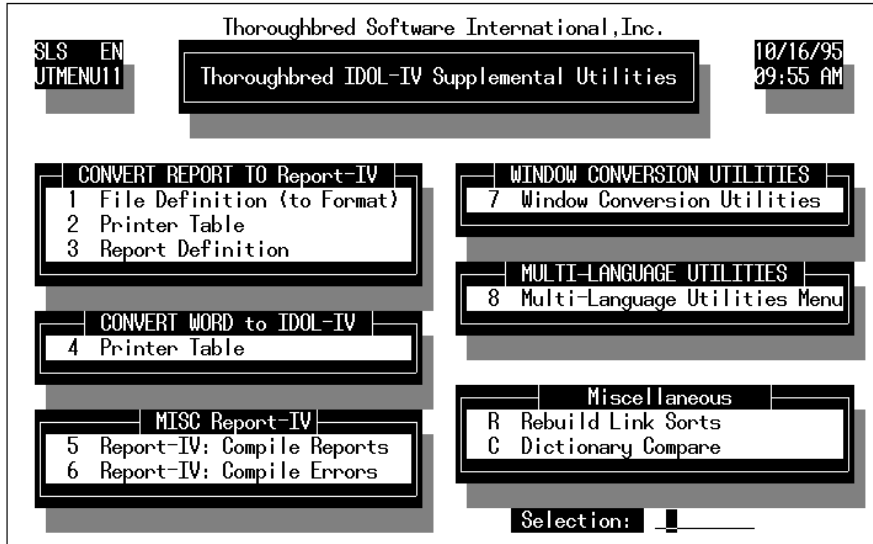 Thoroughbred Software International,Inc.
SLS EN
UTMENU11
Thoroughbred IDOL-IV Supplemental Utilities
10/16/95
09:55 AM
CONVERT REPORT TO Report-IV
1 File Definition (to Format)
2 Printer Table
3 Report Definition
CONVERT WORD to IDOL-IV
4 Printer Table
MISC Report-IV
5 Report-IV: Compile Reports
6 Report-IV: Compile Errors
WINDOW CONVERSION UTILITIES
7 Window Conversion Utilities
MULTI-LANGUAGE UTILITIES
8 Multi-Language Utilities Menu
Miscellaneous
R Rebuild Link Sorts
C Dictionary Compare
Selection: